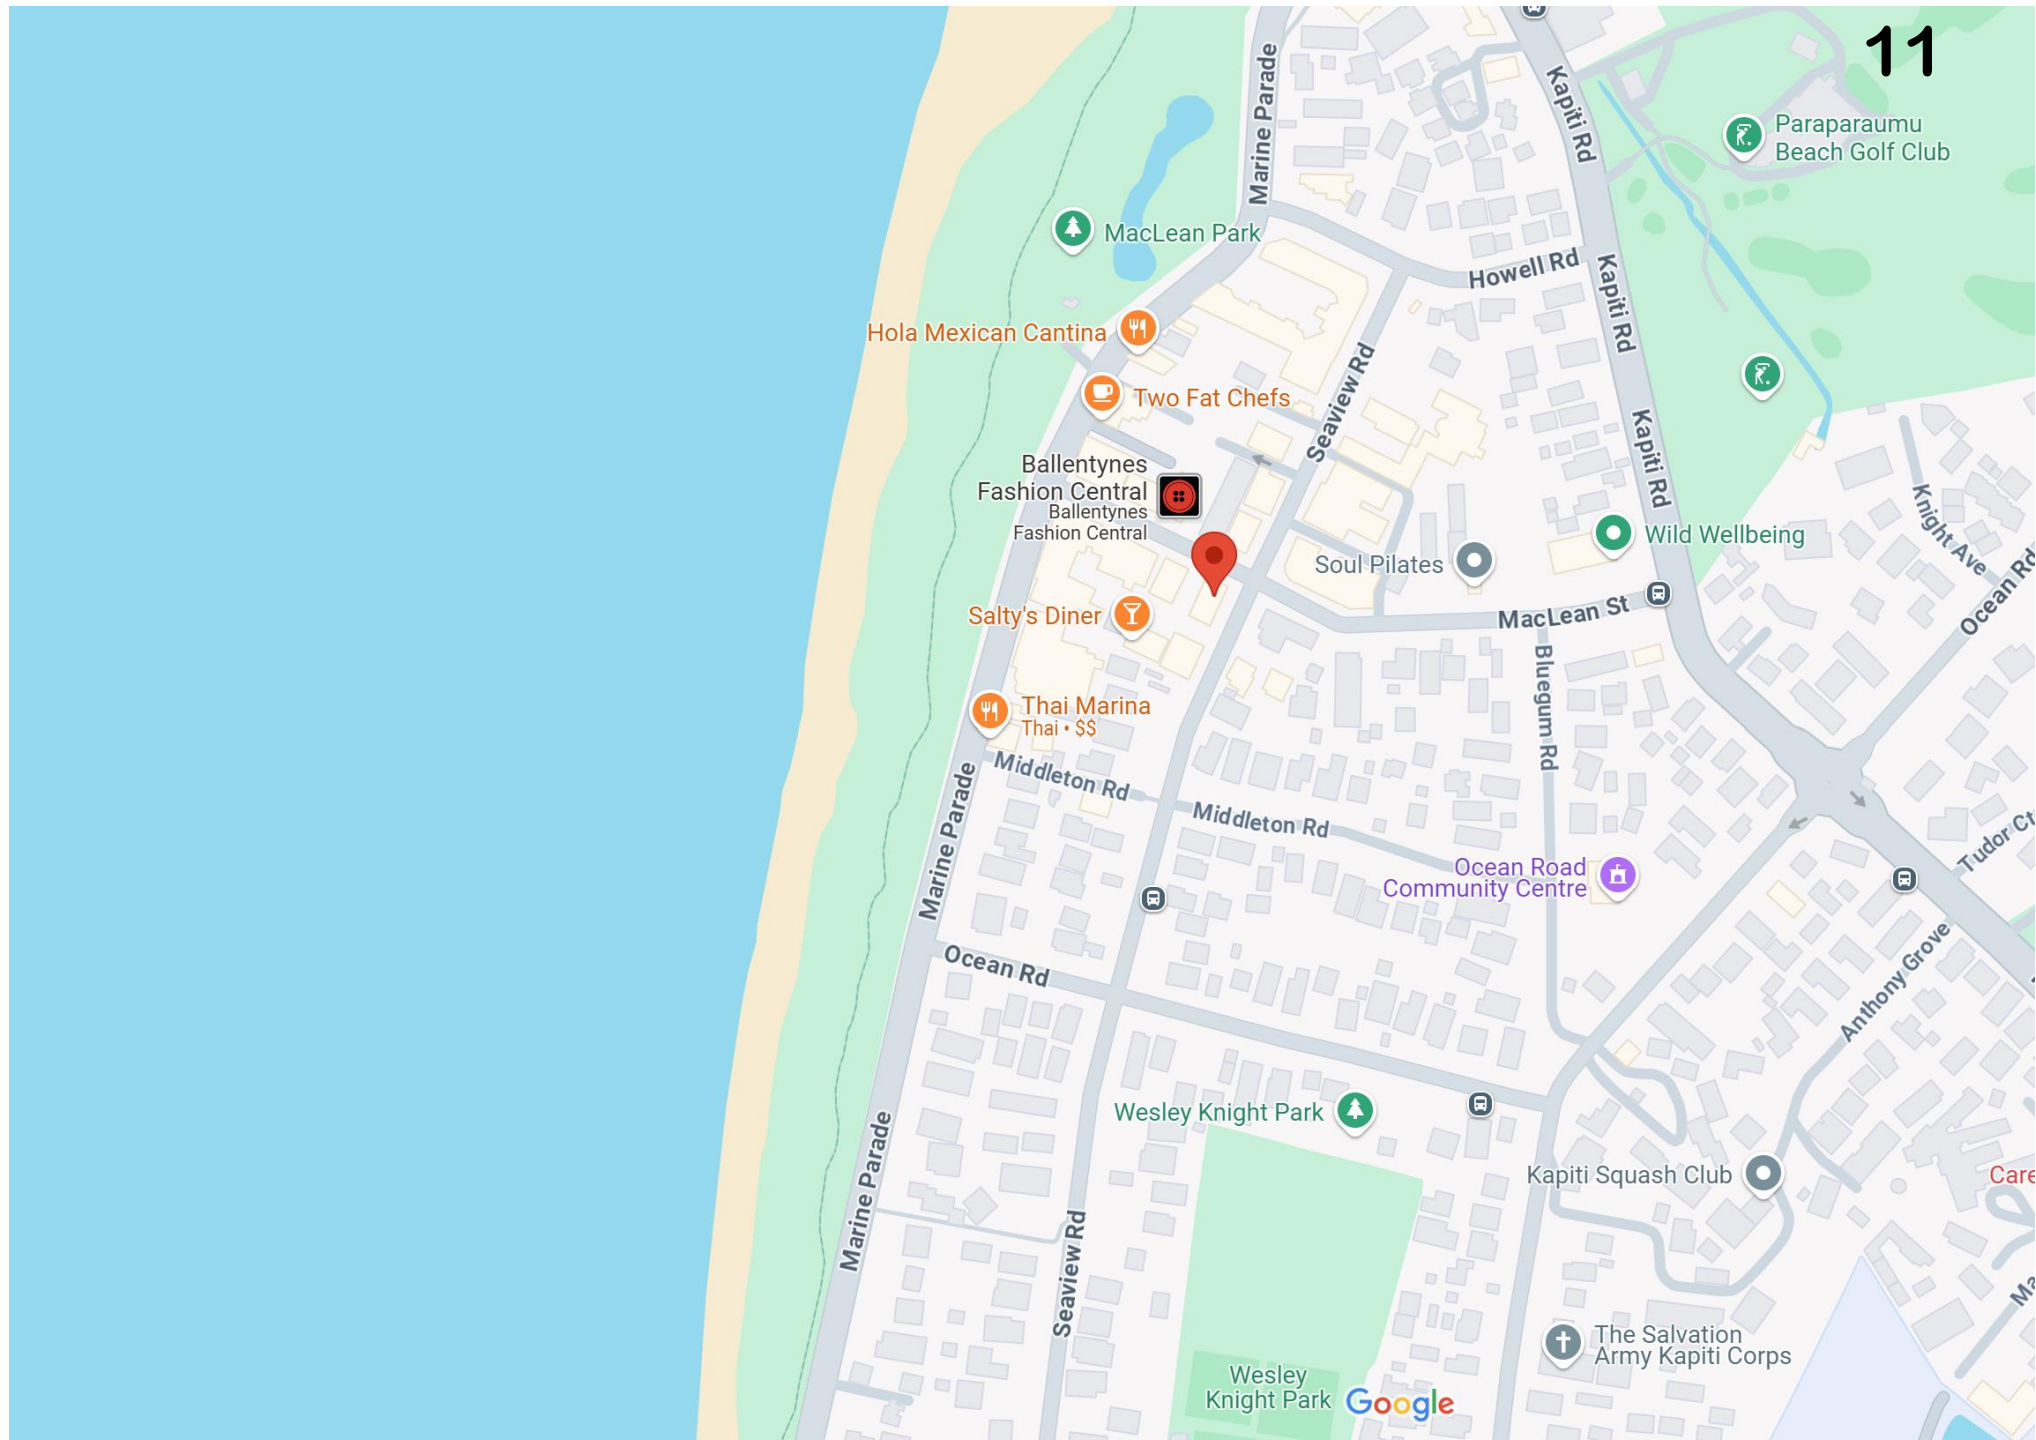 11
Marine Parade
Kapiti Rd
Paraparaumu
Beach Golf Club
MacLean Park
Howell Rd
Kapiti Rd
Hola Mexican Cantina
Seaview Rd
Two Fat Chefs
Kapiti Rd
Ballentynes
Fashion Central
Ballentynes
Fashion Central
Knight Ave
Wild Wellbeing
Soul Pilates
Ocean Rd
MacLean St
Salty's Diner
Bluegum Rd
Thai Marina
Thai • $$
Middleton Rd
Middleton Rd
Marine Parade
Tudor Ct
Ocean Road
Community Centre
Ocean Rd
Anthony Grove
Wesley Knight Park
Kapiti Squash Club
Care
Marine Parade
Seaview Rd
Ma
The Salvation
Army Kapiti Corps
Wesley
Knight Park
Google